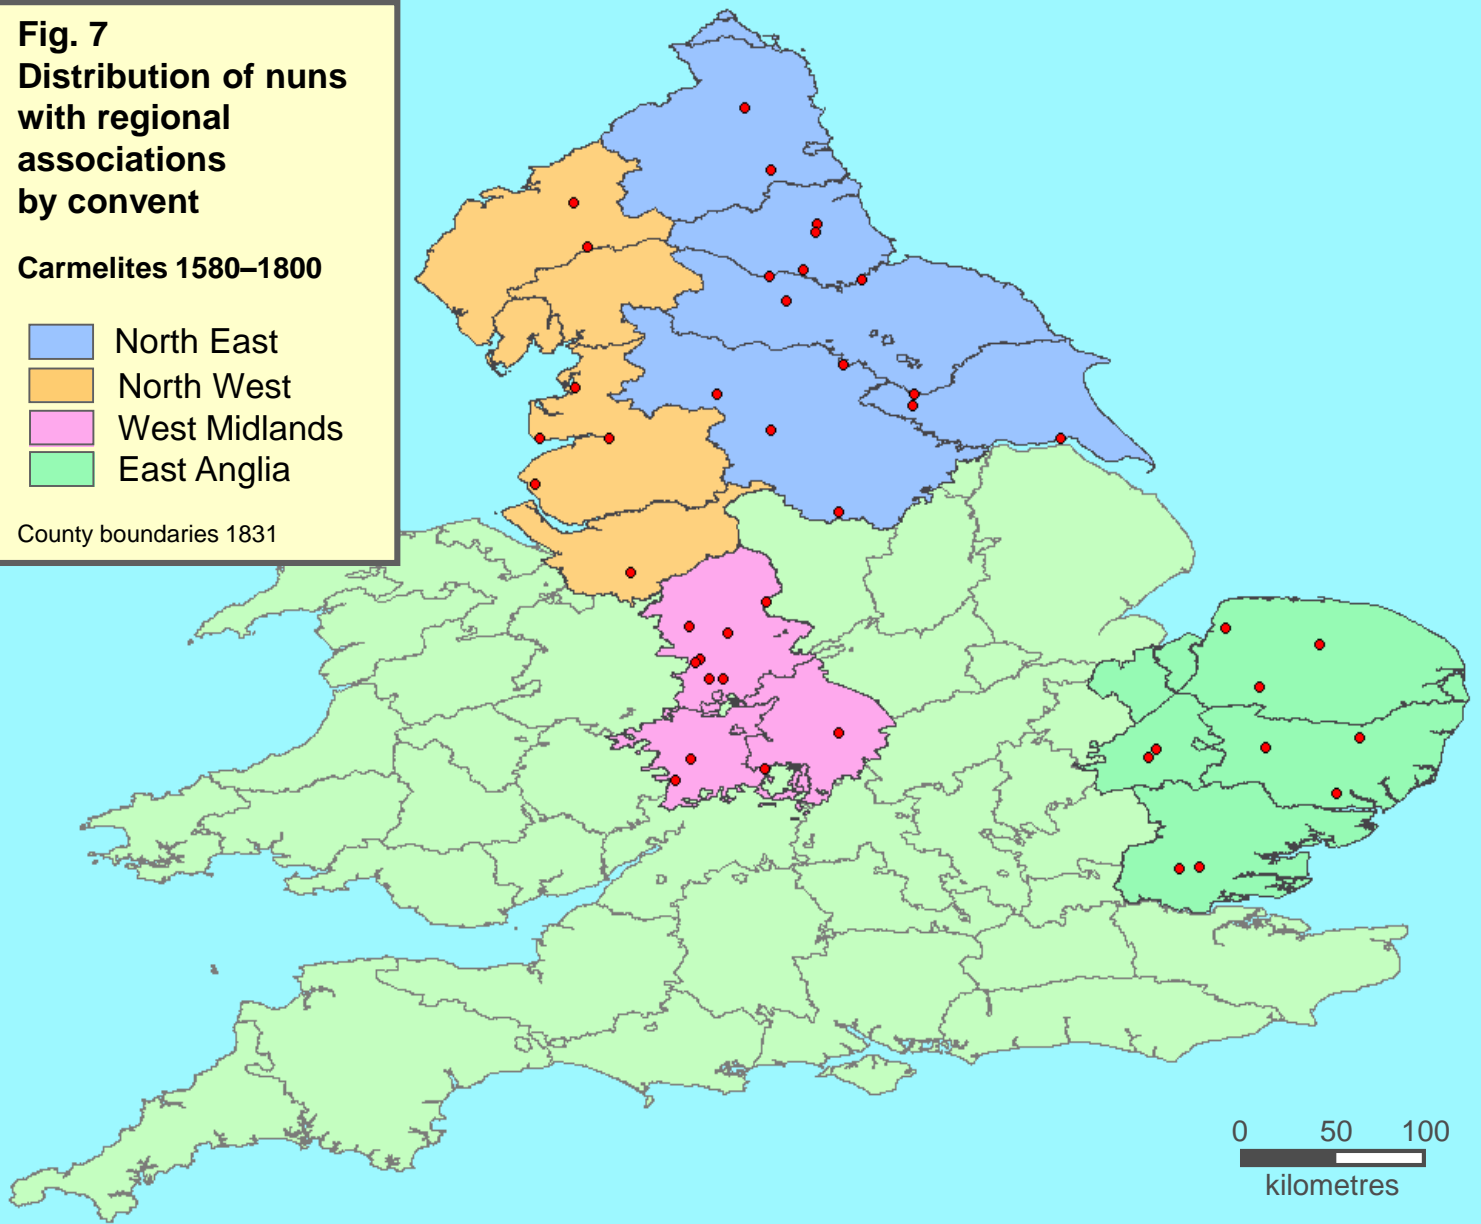 Fig. 7
Distribution of nuns
with regional
associations
by convent
Carmelites 1580–1800
North East
North West
West Midlands
East Anglia
County boundaries 1831
0 50 100
kilometres